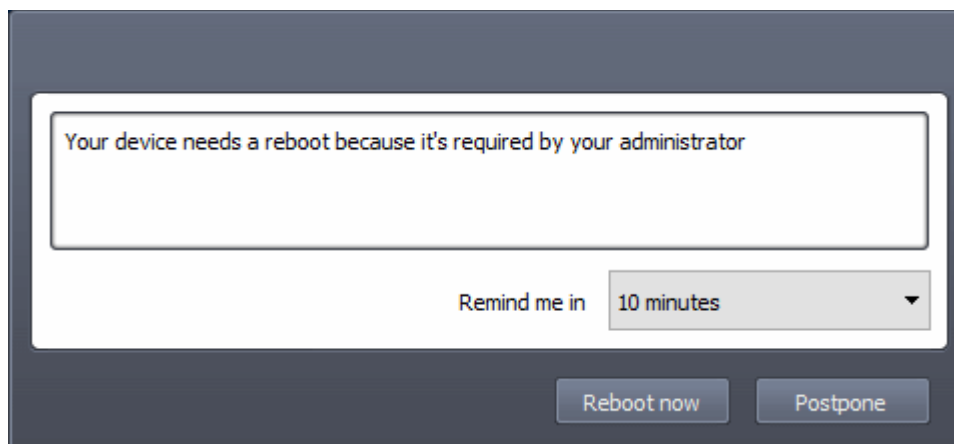 Your device needs a reboot because it's required by your administrator
Remind me in 10 minutes
Reboot now Postpone